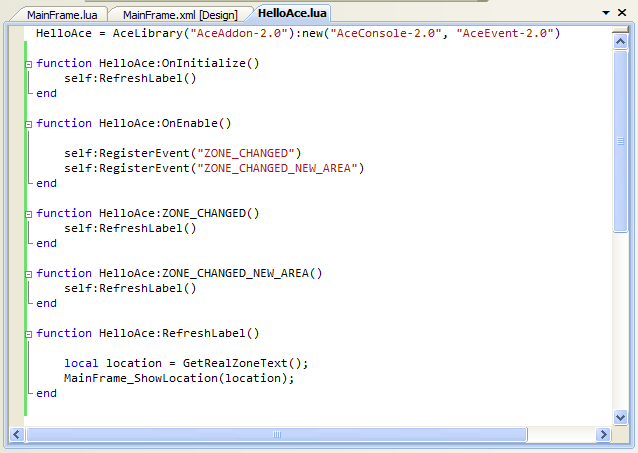 MainFrame.lua MainFrame.xml [Design] HelloAce.lua
HelloAce = AceLibrary("AceAddon-2.0"):new("AceConsole-2.0", "AceEvent-2.0")
function HelloAce:OnInitialize()
self:RefreshLabel()
end
function HelloAce:OnEnable()
self:RegisterEvent("ZONE_CHANGED")
self:RegisterEvent("ZONE_CHANGED_NEW_AREA")
end
function HelloAce:ZONE_CHANGED()
self:RefreshLabel()
end
function HelloAce:ZONE_CHANGED_NEW_AREA()
self:RefreshLabel()
end
function HelloAce:RefreshLabel()
local location = GetRealZoneText();
MainFrame_ShowLocation(location);
end